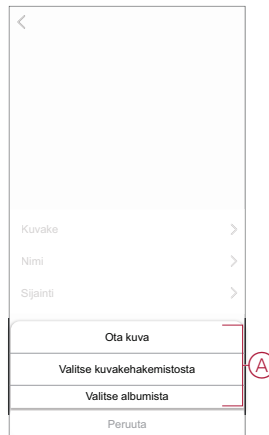 Kuvake
Nimi
Sijainti
Ota kuva
Valitse kuvakehakemistosta
A
Valitse albumista
Peruuta